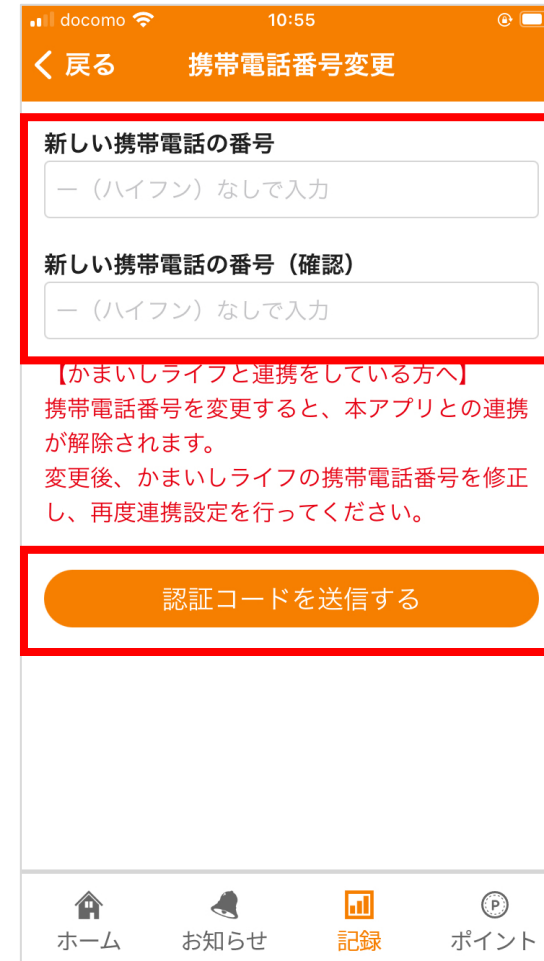 docomo 10:55
戻る 携帯電話番号変更
新しい携帯電話の番号
ー（ハイフン）なしで入力
新しい携帯電話の番号（確認）
ー（ハイフン）なしで入力
【かまいしライフと連携をしている方へ】
携帯電話番号を変更すると、本アプリとの連携
が解除されます。
変更後、かまいしライフの携帯電話番号を修正
し、再度連携設定を行ってください。
認証コードを送信する
P
ホーム お知らせ 記録 ポイント